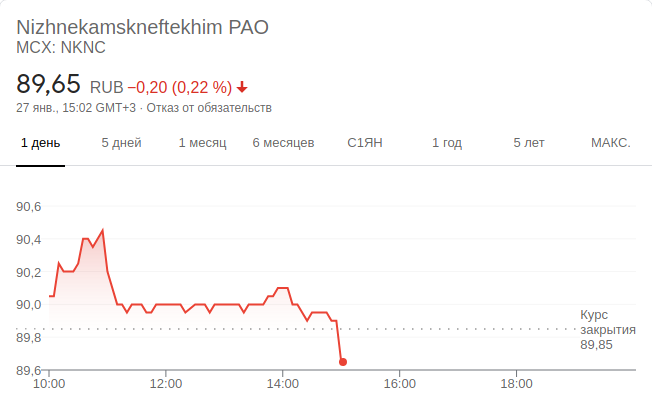 Nizhnekamskneftekhim PAO
MCX: NKNC
89,65 RUB −0,20 (0,22 %)
27 янв., 15:02 GMT+3 · Отказ от обязательств
1 день 5 дней 1 месяц 6 месяцев С1ЯН 1 год 5 лет МАКС.
90,6
90,4
90,2
90,0
Курс
закрытия
89,85
89,8
89,6
10:00 12:00 14:00 16:00 18:00